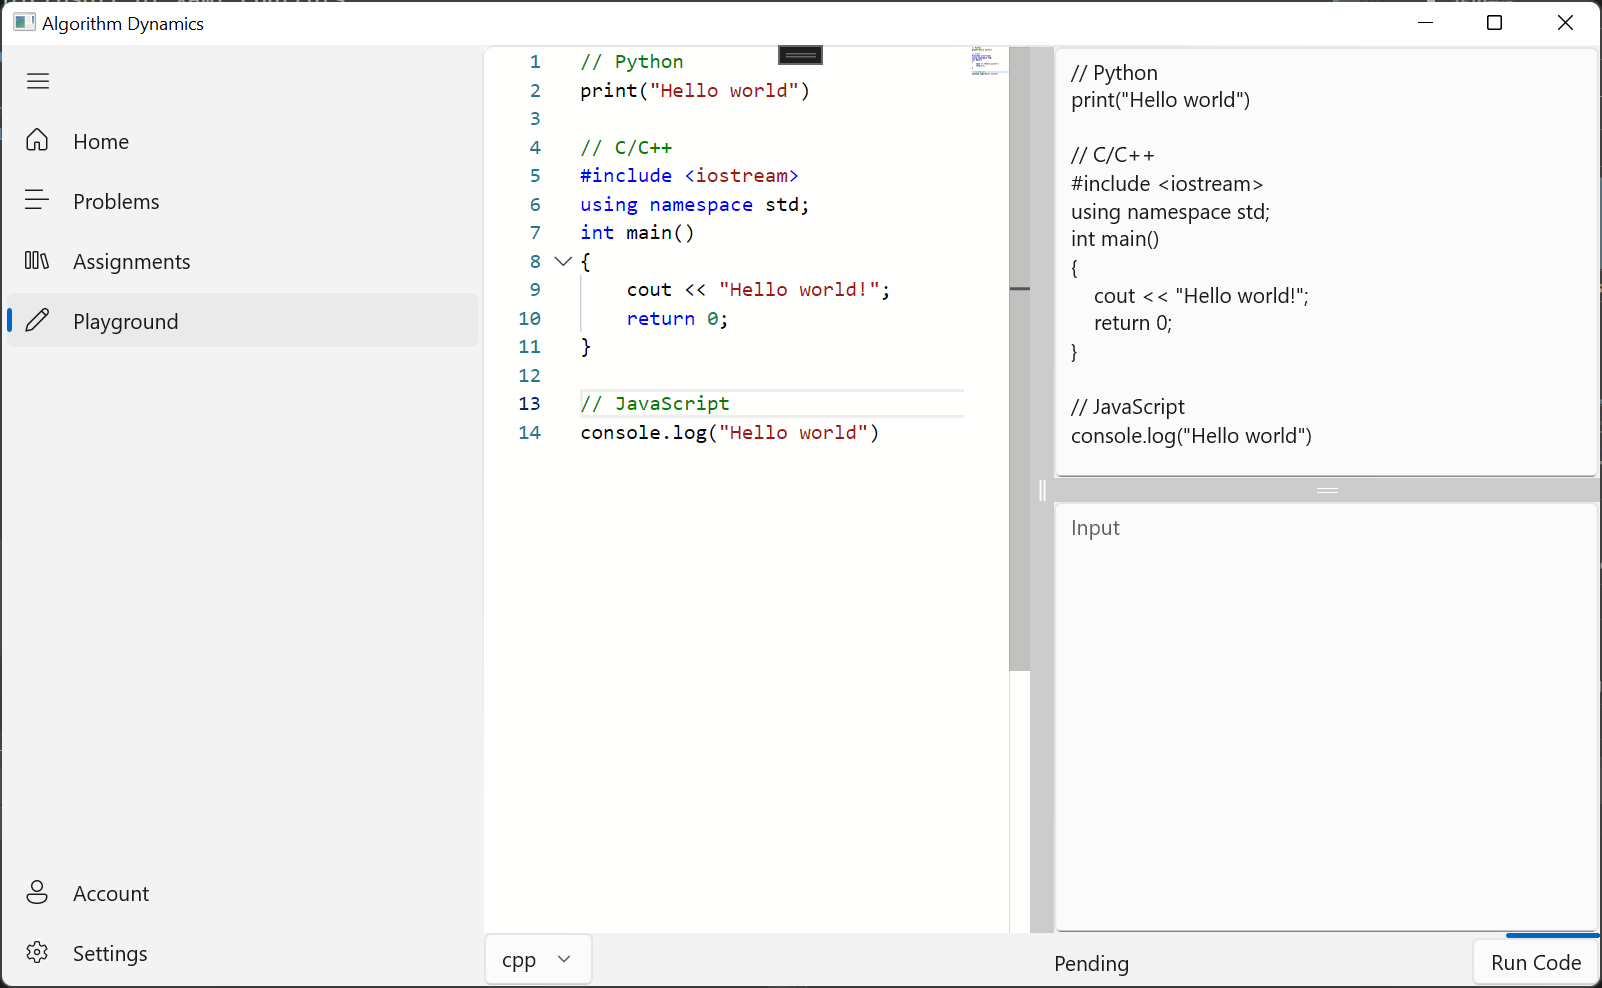 Algorithm Dynamics
Home
Problems
Assignments
Playground
Account
Settings
1 // Python
2 print("Hello world")
3
4 // C/C++
5 #include <iostream>
6 using namespace std;
7 int main()
8 {
9     cout << "Hello world!";
10     return 0;
11 }
12
13 // JavaScript
14 console.log("Hello world")
cpp
// Python
print("Hello world")

// C/C++
#include <iostream>
using namespace std;
int main()
{
    cout << "Hello world!";
    return 0;
}

// JavaScript
console.log("Hello world")
Input
Pending
Run Code